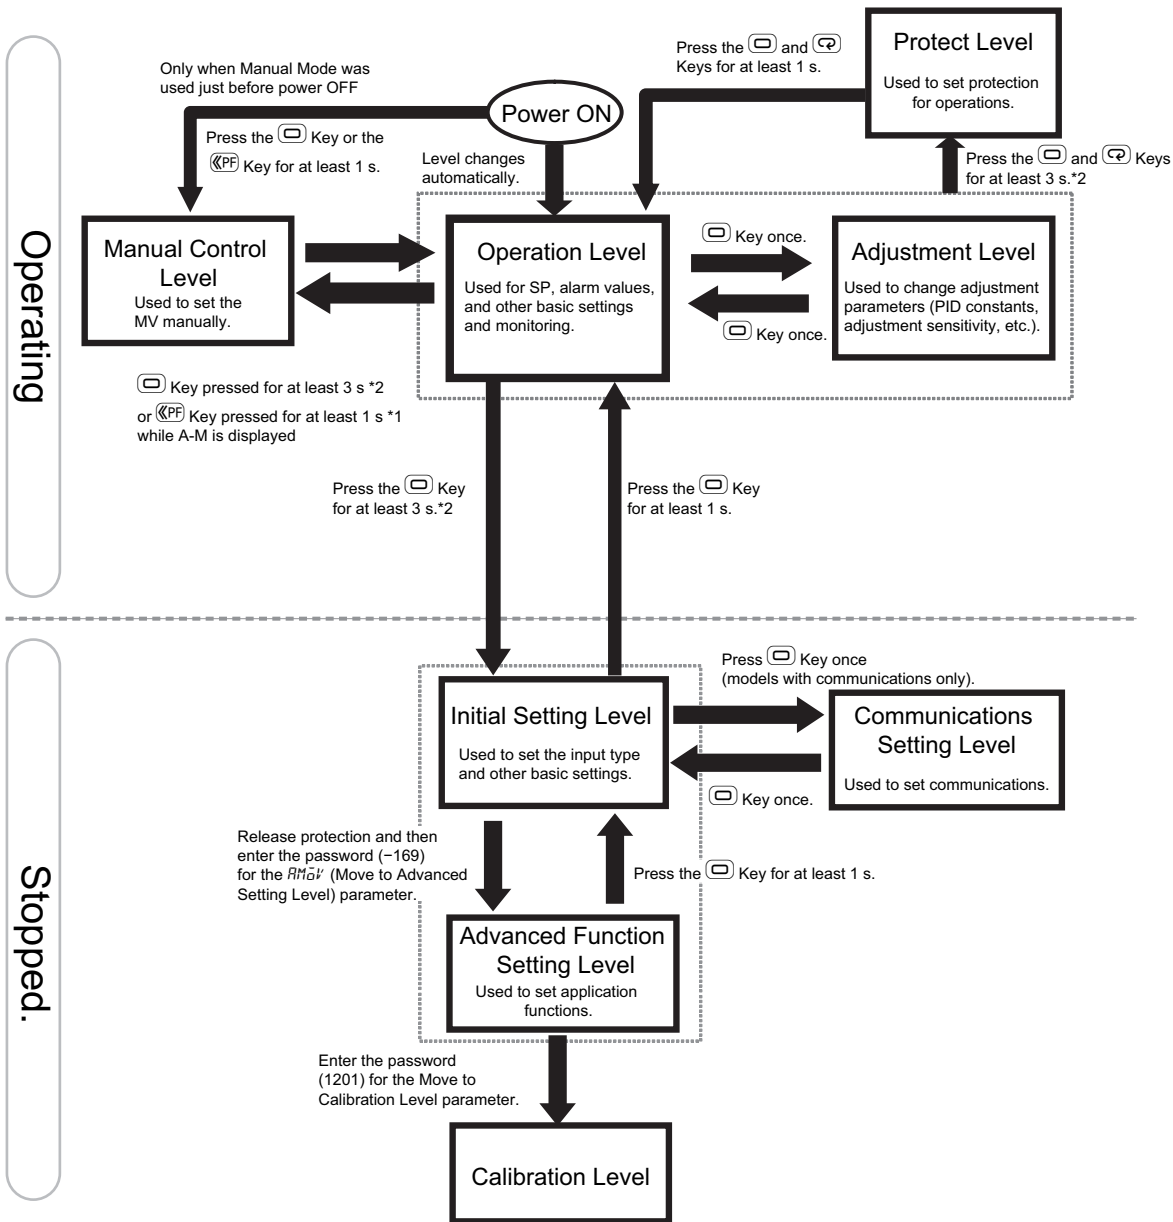 Operating
Power ON
Only when Manual Mode was
used just before power OFF
Press the Key or the
PF Key for at least 1 s.
Level changes
automatically.
Press the and
Keys for at least 1 s.
Protect Level
Used to set protection
for operations.
Press the and Keys
for at least 3 s.*2
Manual Control
Level
Used to set the
MV manually.
Operation Level
Used for SP, alarm values,
and other basic settings
and monitoring.
Key once.
Key once.
Adjustment Level
Used to change adjustment
parameters (PID constants,
adjustment sensitivity, etc.).
Key pressed for at least 3 s *2
or PF Key pressed for at least 1 s *1
while A-M is displayed
Press the Key
for at least 3 s.*2
Press the Key
for at least 1 s.
Stopped.
Initial Setting Level
Used to set the input type
and other basic settings.
Press Key once
(models with communications only).
Key once.
Communications
Setting Level
Used to set communications.
Release protection and then
enter the password (−169)
for the AMoV (Move to Advanced
Setting Level) parameter.
Press the Key for at least 1 s.
Advanced Function
Setting Level
Used to set application
functions.
Enter the password
(1201) for the Move to
Calibration Level parameter.
Calibration Level